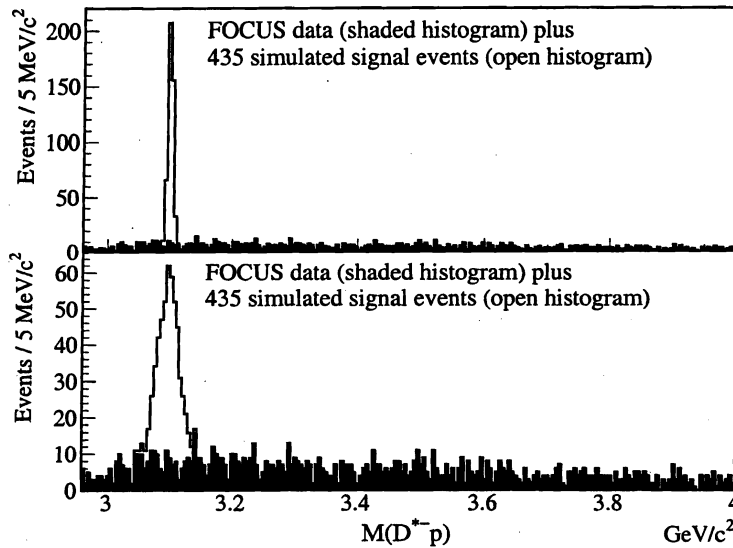 200
150
100
50
0
Events / 5 MeV/c²
FOCUS data (shaded histogram) plus
435 simulated signal events (open histogram)
60
50
40
30
20
10
0
Events / 5 MeV/c²
FOCUS data (shaded histogram) plus
435 simulated signal events (open histogram)
3 3.2 3.4 3.6 3.8 4
M(D*⁻p) GeV/c²